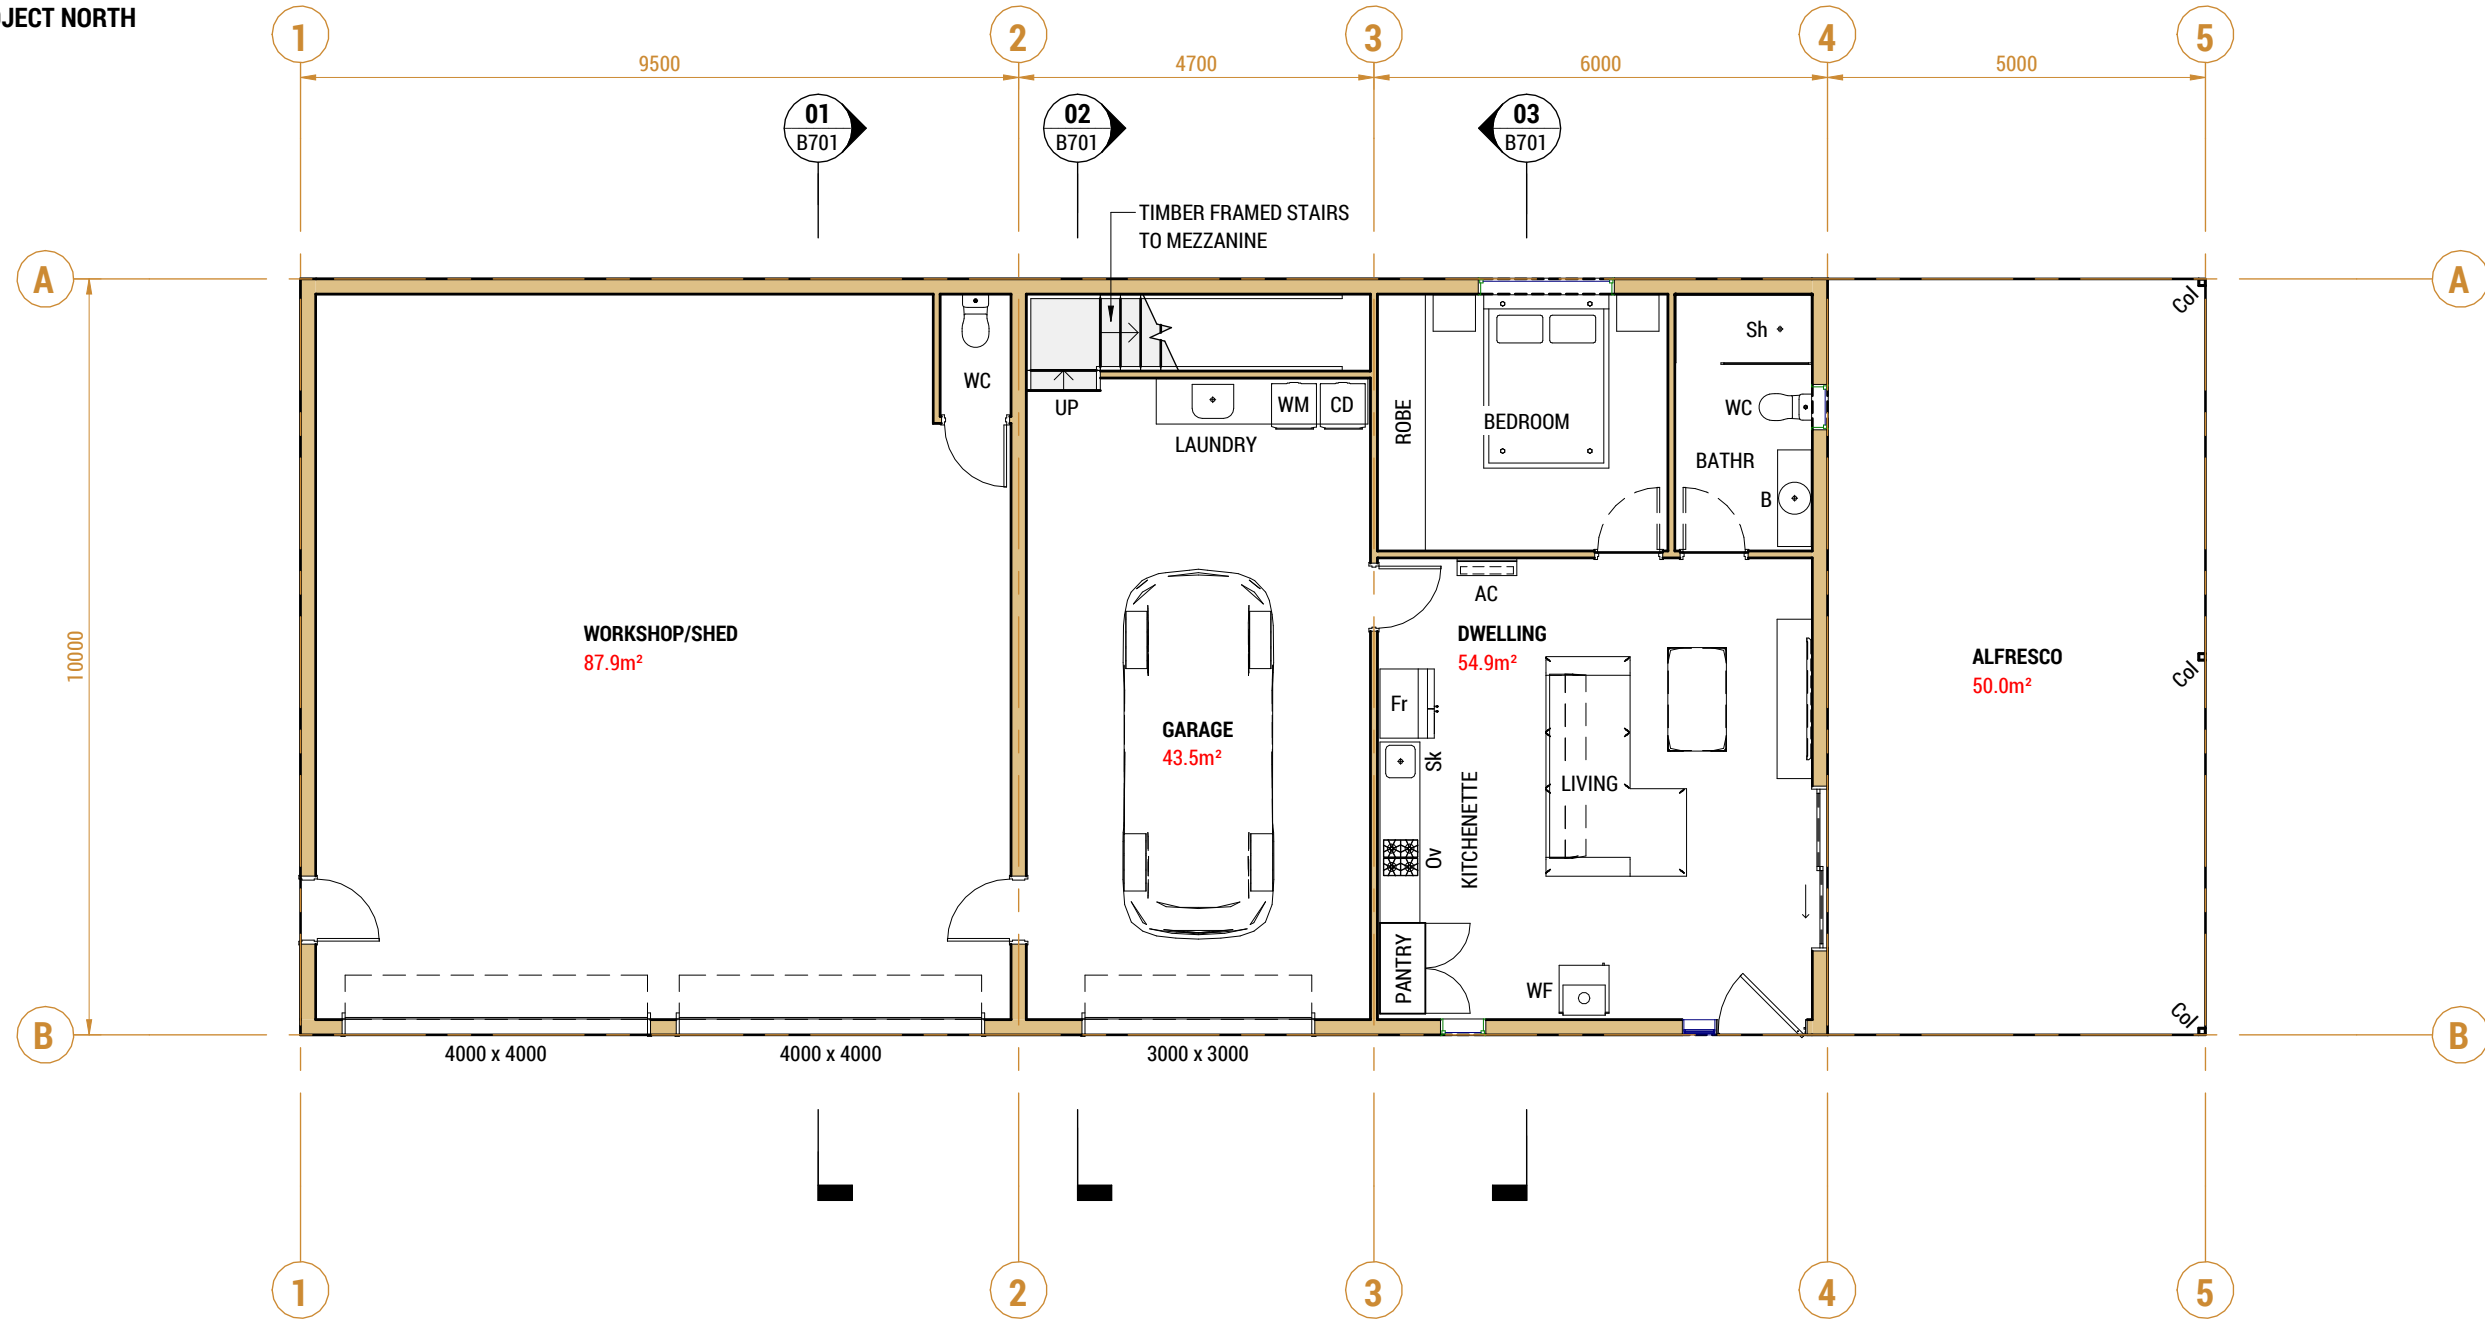 JECT NORTH
1
2
3
4
5
9500
4700
6000
5000
01
B701
02
B701
03
B701
TIMBER FRAMED STAIRS
TO MEZZANINE
A
A
Col
Sh
WC
WC
UP
WM
CD
LAUNDRY
ROBE
BEDROOM
BATHR
B
AC
10000
WORKSHOP/SHED
87.9m²
DWELLING
54.9m²
ALFRESCO
50.0m²
Col
Fr
GARAGE
43.5m²
Sk
LIVING
KITCHENETTE
Ov
PANTRY
WF
Col
B
B
4000 x 4000
4000 x 4000
3000 x 3000
1
2
3
4
5